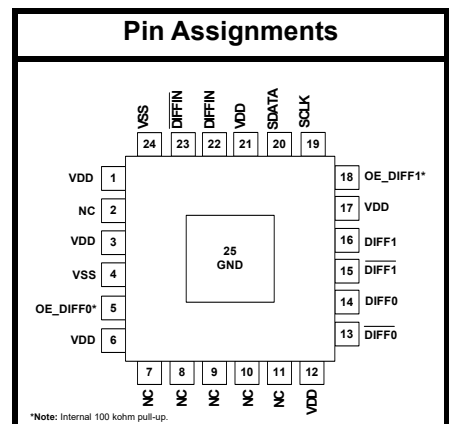 Pin Assignments
VSS DIFFIN DIFFIN VDD SDATA SCLK
24 23 22 21 20 19
VDD 1
NC 2
VDD 3
VSS 4
OE_DIFF0* 5
VDD 6
25
GND
18 OE_DIFF1*
17 VDD
16 DIFF1
15 DIFF1
14 DIFF0
13 DIFF0
7 8 9 10 11 12
NC NC NC NC NC VDD
*Note: Internal 100 kohm pull-up.